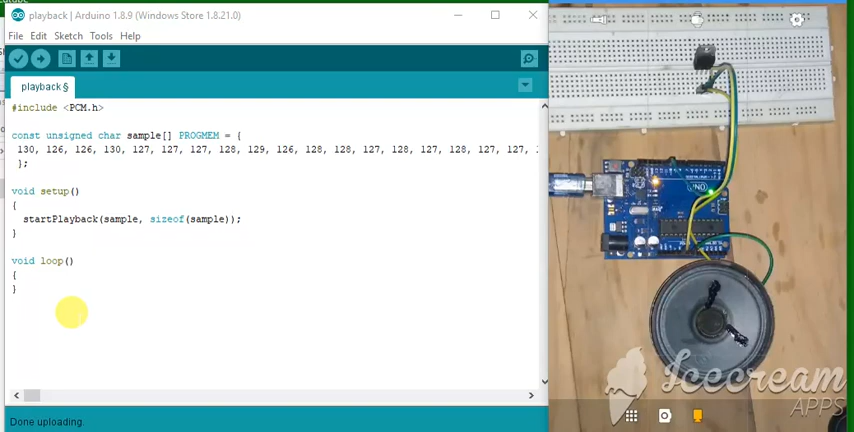 playback | Arduino 1.8.9 (Windows Store 1.8.21.0)
File Edit Sketch Tools Help
playback §
#include <PCM.h>
const unsigned char sample[] PROGMEM = {
130, 126, 126, 130, 127, 127, 127, 128, 129, 126, 128, 128, 127, 128, 127, 128, 127, 127,
};
void setup()
{
startPlayback(sample, sizeof(sample));
}
void loop()
{
}
Done uploading.
UNO
Icecream
APPS